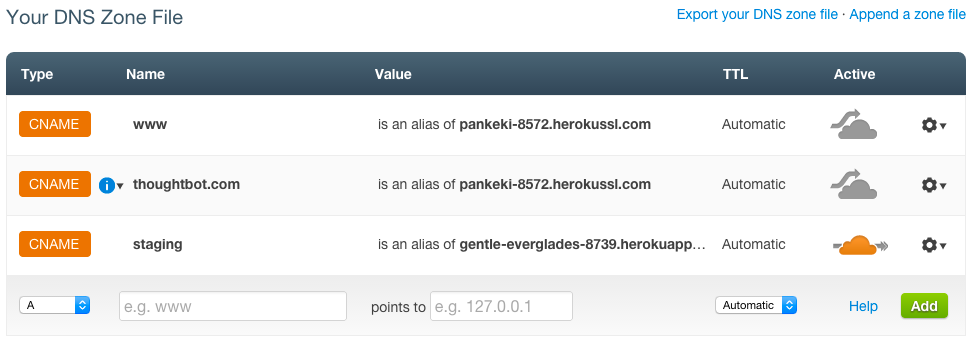 Your DNS Zone File
Export your DNS zone file · Append a zone file
Type Name Value TTL Active
CNAME www is an alias of pankeki-8572.herokussl.com Automatic
CNAME i thoughtbot.com is an alias of pankeki-8572.herokussl.com Automatic
CNAME staging is an alias of gentle-everglades-8739.herokuapp... Automatic
A e.g. www points to e.g. 127.0.0.1 Automatic Help Add